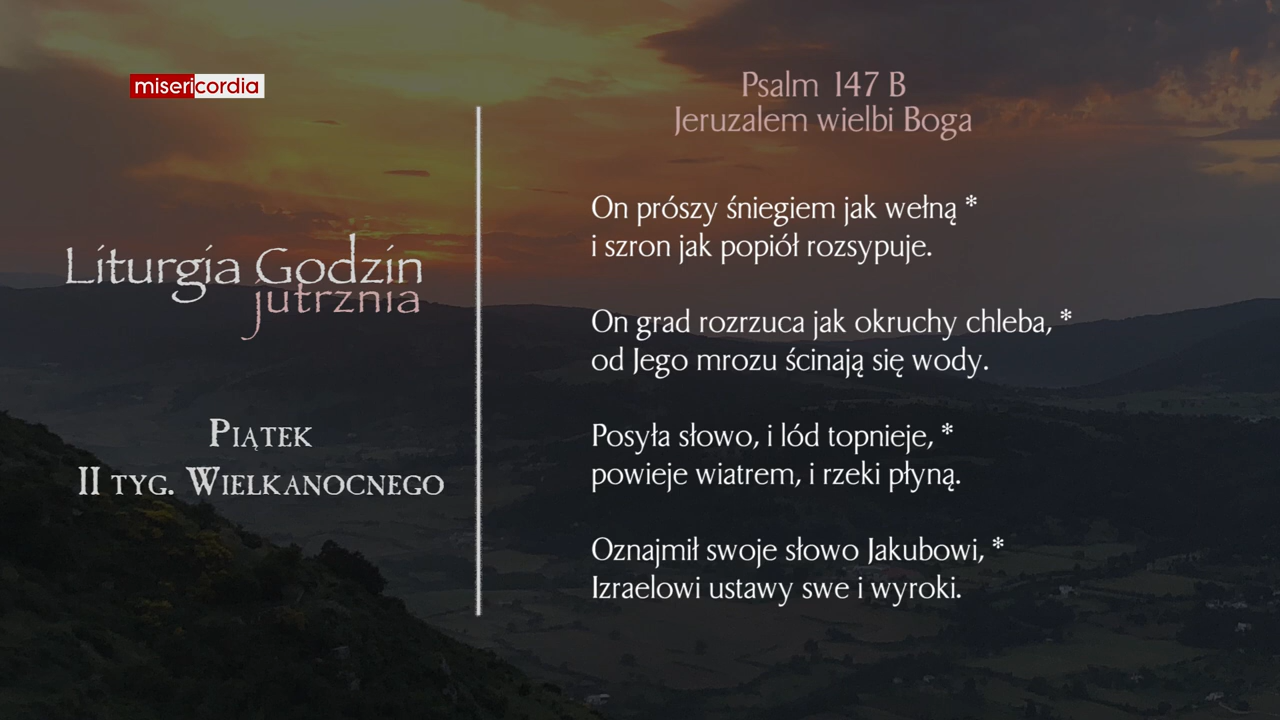 misericordia
Liturgia Godzin
jutrznia
Piątek
II tyg. Wielkanocnego
Psalm 147 B
Jeruzalem wielbi Boga
On prószy śniegiem jak wełną *
i szron jak popiół rozsypuje.
On grad rozrzuca jak okruchy chleba, *
od Jego mrozu ścinają się wody.
Posyła słowo, i lód topnieje, *
powieje wiatrem, i rzeki płyną.
Oznajmił swoje słowo Jakubowi, *
Izraelowi ustawy swe i wyroki.